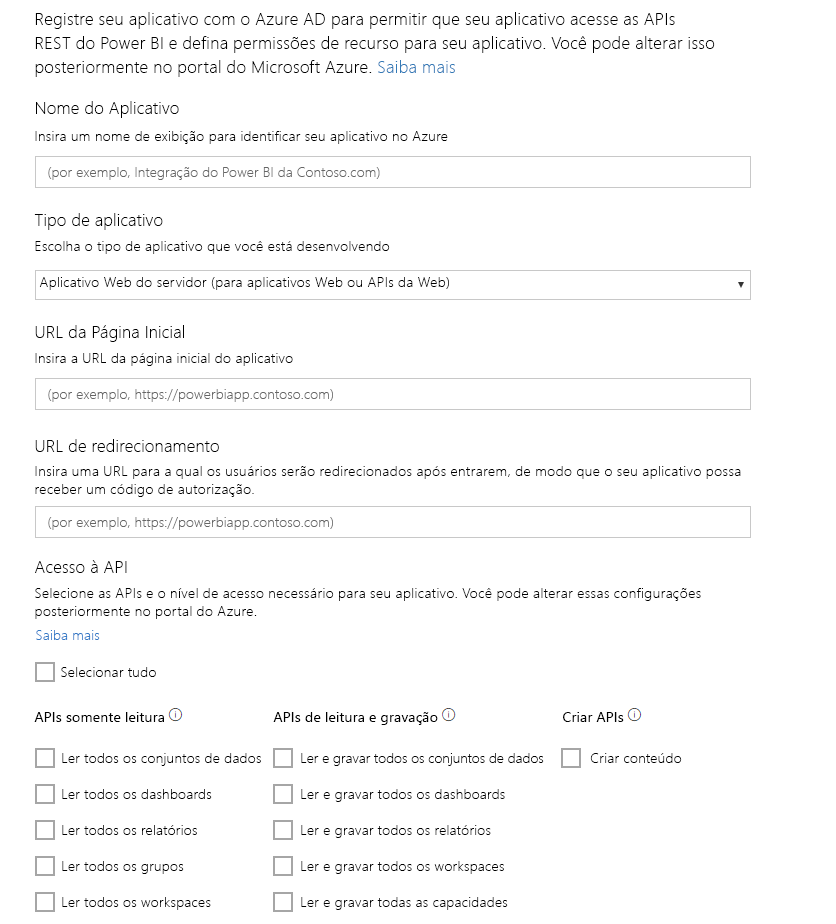 Registre seu aplicativo com o Azure AD para permitir que seu aplicativo acesse as APIs
REST do Power BI e defina permissões de recurso para seu aplicativo. Você pode alterar isso
posteriormente no portal do Microsoft Azure. Saiba mais
Nome do Aplicativo
Insira um nome de exibição para identificar seu aplicativo no Azure
(por exemplo, Integração do Power BI da Contoso.com)
Tipo de aplicativo
Escolha o tipo de aplicativo que você está desenvolvendo
Aplicativo Web do servidor (para aplicativos Web ou APIs da Web)
URL da Página Inicial
Insira a URL da página inicial do aplicativo
(por exemplo, https://powerbiapp.contoso.com)
URL de redirecionamento
Insira uma URL para a qual os usuários serão redirecionados após entrarem, de modo que o seu aplicativo possa
receber um código de autorização.
(por exemplo, https://powerbiapp.contoso.com)
Acesso à API
Selecione as APIs e o nível de acesso necessário para seu aplicativo. Você pode alterar essas configurações
posteriormente no portal do Azure.
Saiba mais
Selecionar tudo
APIs somente leitura APIs de leitura e gravação Criar APIs
Ler todos os conjuntos de dados Ler e gravar todos os conjuntos de dados Criar conteúdo
Ler todos os dashboards Ler e gravar todos os dashboards
Ler todos os relatórios Ler e gravar todos os relatórios
Ler todos os grupos Ler e gravar todos os workspaces
Ler todos os workspaces Ler e gravar todas as capacidades